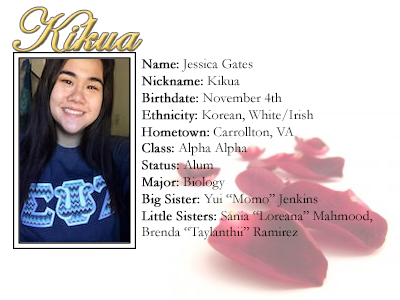 Kikua
Name: Jessica Gates
Nickname: Kikua
Birthdate: November 4th
Ethnicity: Korean, White/Irish
Hometown: Carrollton, VA
Class: Alpha Alpha
Status: Alum
Major: Biology
Big Sister: Yui “Momo” Jenkins
Little Sisters: Sania “Loreana” Mahmood,
Brenda “Taylanthii” Ramirez
ΣΨΖ